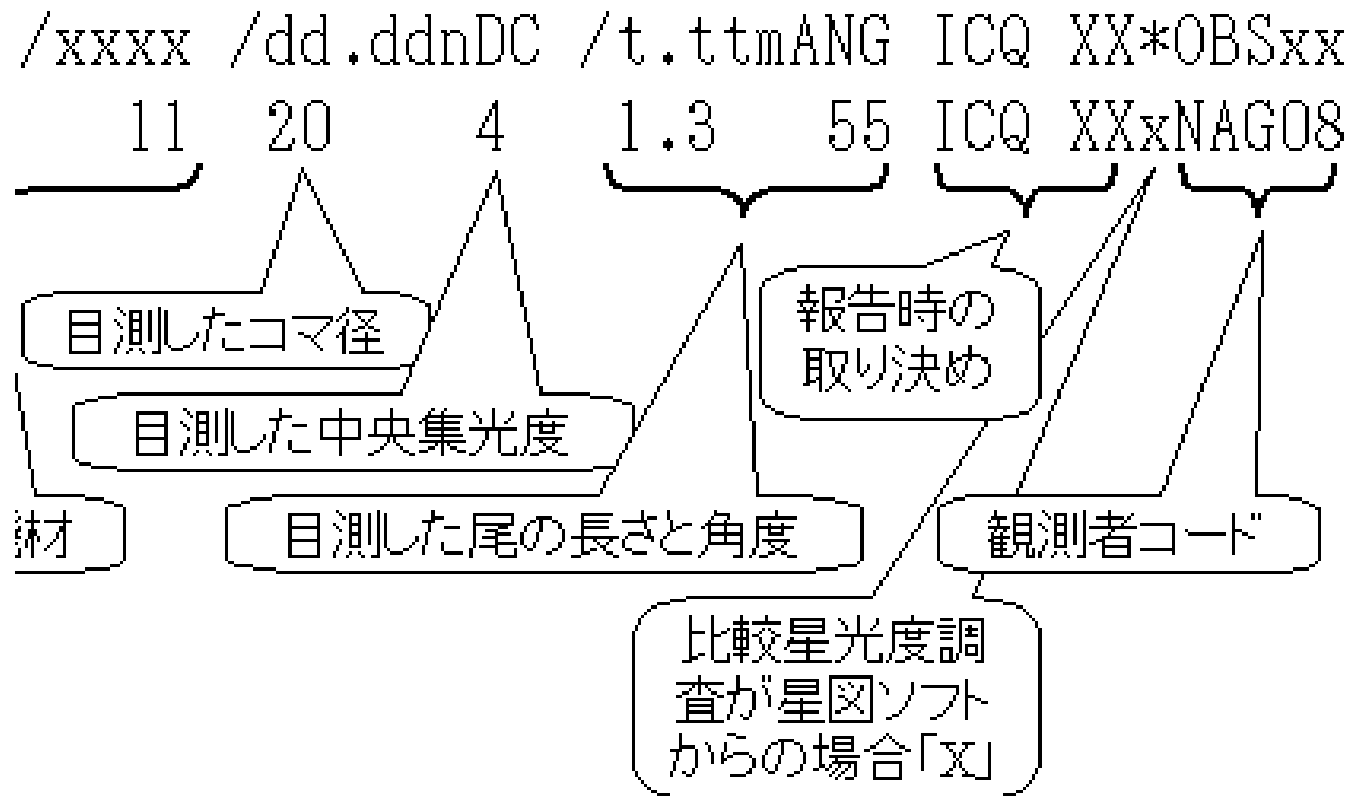 /xxxx /dd.ddnDC /t.ttmANG ICQ XX*OBSxx
11 20 4 1.3 55 ICQ XXxNAG08
目測したコマ径
報告時の
取り決め
目測した中央集光度
材
目測した尾の長さと角度
観測者コード
比較星光度調
査が星図ソフト
からの場合「X」